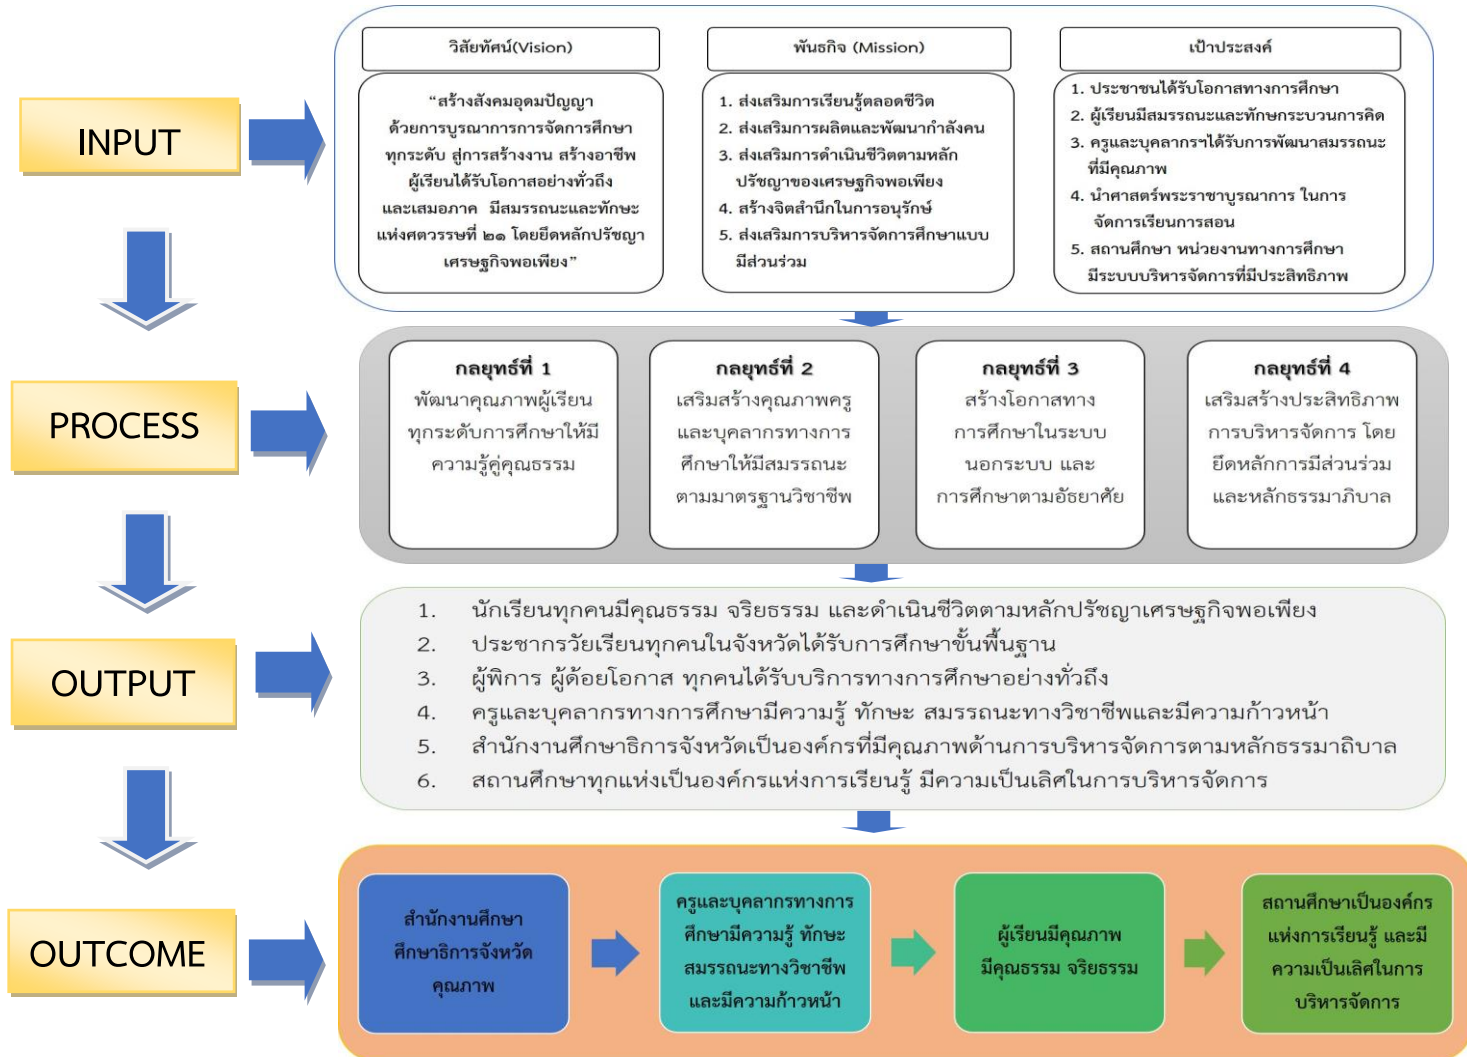 INPUT
วิสัยทัศน์(Vision)
“สร้างสังคมอุดมปัญญา
ด้วยการบูรณาการการจัดการศึกษา
ทุกระดับ สู่การสร้างงาน สร้างอาชีพ
ผู้เรียนได้รับโอกาสอย่างทั่วถึง
และเสมอภาค มีสมรรถนะและทักษะ
แห่งศตวรรษที่ ๒๑ โดยยึดหลักปรัชญา
เศรษฐกิจพอเพียง”
พันธกิจ (Mission)
1. ส่งเสริมการเรียนรู้ตลอดชีวิต
2. ส่งเสริมการผลิตและพัฒนากำลังคน
3. ส่งเสริมการดำเนินชีวิตตามหลัก
ปรัชญาของเศรษฐกิจพอเพียง
4. สร้างจิตสำนึกในการอนุรักษ์
5. ส่งเสริมการบริหารจัดการศึกษาแบบ
มีส่วนร่วม
เป้าประสงค์
1. ประชาชนได้รับโอกาสทางการศึกษา
2. ผู้เรียนมีสมรรถนะและทักษกระบวนการคิด
3. ครูและบุคลากรฯได้รับการพัฒนาสมรรถนะ
ที่มีคุณภาพ
4. นำศาสตร์พระราชาบูรณาการ ในการ
จัดการเรียนการสอน
5. สถานศึกษา หน่วยงานทางการศึกษา
มีระบบบริหารจัดการที่มีประสิทธิภาพ
PROCESS
กลยุทธ์ที่ 1
พัฒนาคุณภาพผู้เรียน
ทุกระดับการศึกษาให้มี
ความรู้คู่คุณธรรม
กลยุทธ์ที่ 2
เสริมสร้างคุณภาพครู
และบุคลากรทางการ
ศึกษาให้มีสมรรถนะ
ตามมาตรฐานวิชาชีพ
กลยุทธ์ที่ 3
สร้างโอกาสทาง
การศึกษาในระบบ
นอกระบบ และ
การศึกษาตามอัธยาศัย
กลยุทธ์ที่ 4
เสริมสร้างประสิทธิภาพ
การบริหารจัดการ โดย
ยึดหลักการมีส่วนร่วม
และหลักธรรมาภิบาล
OUTPUT
1. นักเรียนทุกคนมีคุณธรรม จริยธรรม และดำเนินชีวิตตามหลักปรัชญาเศรษฐกิจพอเพียง
2. ประชากรวัยเรียนทุกคนในจังหวัดได้รับการศึกษาขั้นพื้นฐาน
3. ผู้พิการ ผู้ด้อยโอกาส ทุกคนได้รับบริการทางการศึกษาอย่างทั่วถึง
4. ครูและบุคลากรทางการศึกษามีความรู้ ทักษะ สมรรถนะทางวิชาชีพและมีความก้าวหน้า
5. สำนักงานศึกษาธิการจังหวัดเป็นองค์กรที่มีคุณภาพด้านการบริหารจัดการตามหลักธรรมาถิบาล
6. สถานศึกษาทุกแห่งเป็นองค์กรแห่งการเรียนรู้ มีความเป็นเลิศในการบริหารจัดการ
OUTCOME
สำนักงานศึกษา
ศึกษาธิการจังหวัด
คุณภาพ
ครูและบุคลากรทางการ
ศึกษามีความรู้ ทักษะ
สมรรถนะทางวิชาชีพ
และมีความก้าวหน้า
ผู้เรียนมีคุณภาพ
มีคุณธรรม จริยธรรม
สถานศึกษาเป็นองค์กร
แห่งการเรียนรู้ และมี
ความเป็นเลิศในการ
บริหารจัดการ